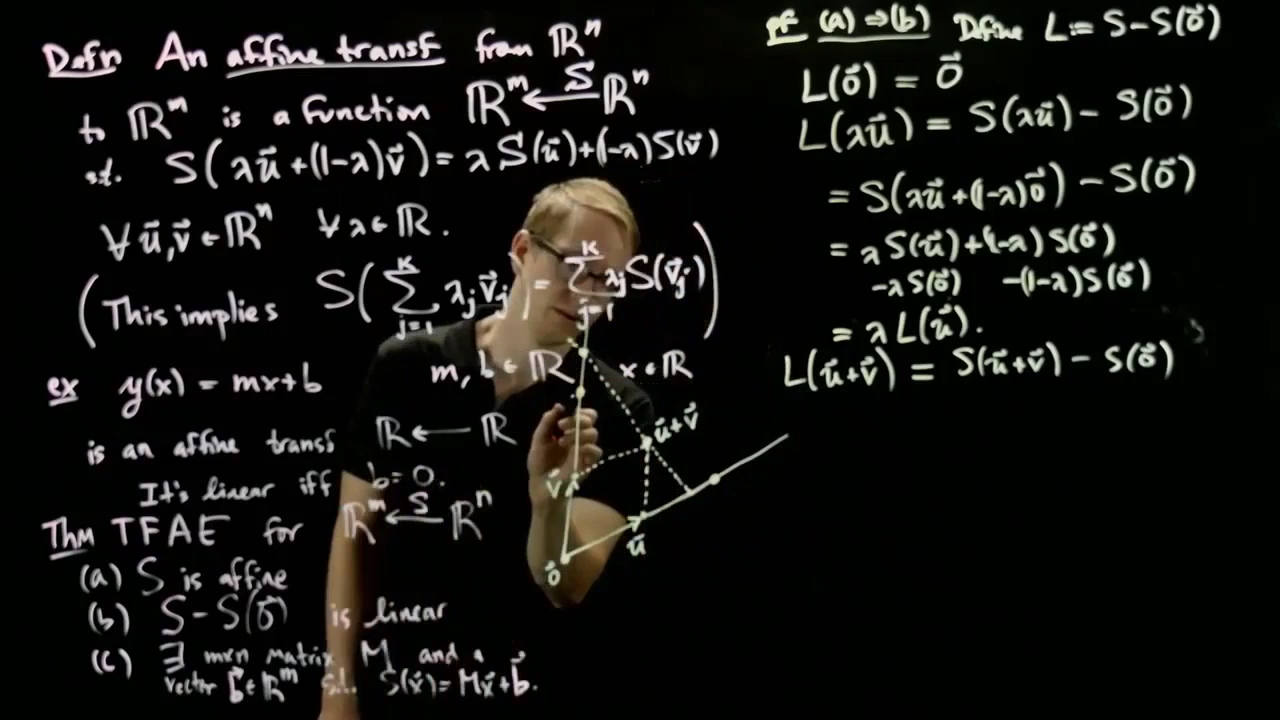 Defn An affine transf from ℝⁿ
to ℝᵐ is a function ℝᵐ ←S— ℝⁿ
s.t. S(λu⃗+(1-λ)v⃗) = λS(u⃗)+(1-λ)S(v⃗)
∀ u⃗,v⃗ ∈ ℝⁿ ∀ λ ∈ ℝ.
(This implies S(∑_{j=1}^{k} λⱼv⃗ⱼ) = ∑_{j=1}^{k} λⱼS(v⃗ⱼ))
ex y(x) = mx+b m, b ∈ ℝ x ∈ ℝ
is an affine transf ℝ ← ℝ
It's linear iff b=0.
Thm TFAE for ℝᵐ ←S— ℝⁿ
(a) S is affine
(b) S-S(0⃗) is linear
(c) ∃ m×n matrix M and a
vector b⃗ ∈ ℝᵐ s.t. S(x⃗)=Mx⃗+b⃗.
u⃗+v⃗
v⃗
u⃗
0⃗
pf (a)⇒(b) Define L:= S-S(0⃗)
L(0⃗) = 0⃗
L(λu⃗) = S(λu⃗) - S(0⃗)
= S(λu⃗+(1-λ)0⃗) - S(0⃗)
= λS(u⃗)+(1-λ)S(0⃗)
-λS(0⃗) -(1-λ)S(0⃗)
= λL(u⃗).
L(u⃗+v⃗) = S(u⃗+v⃗) - S(0⃗)